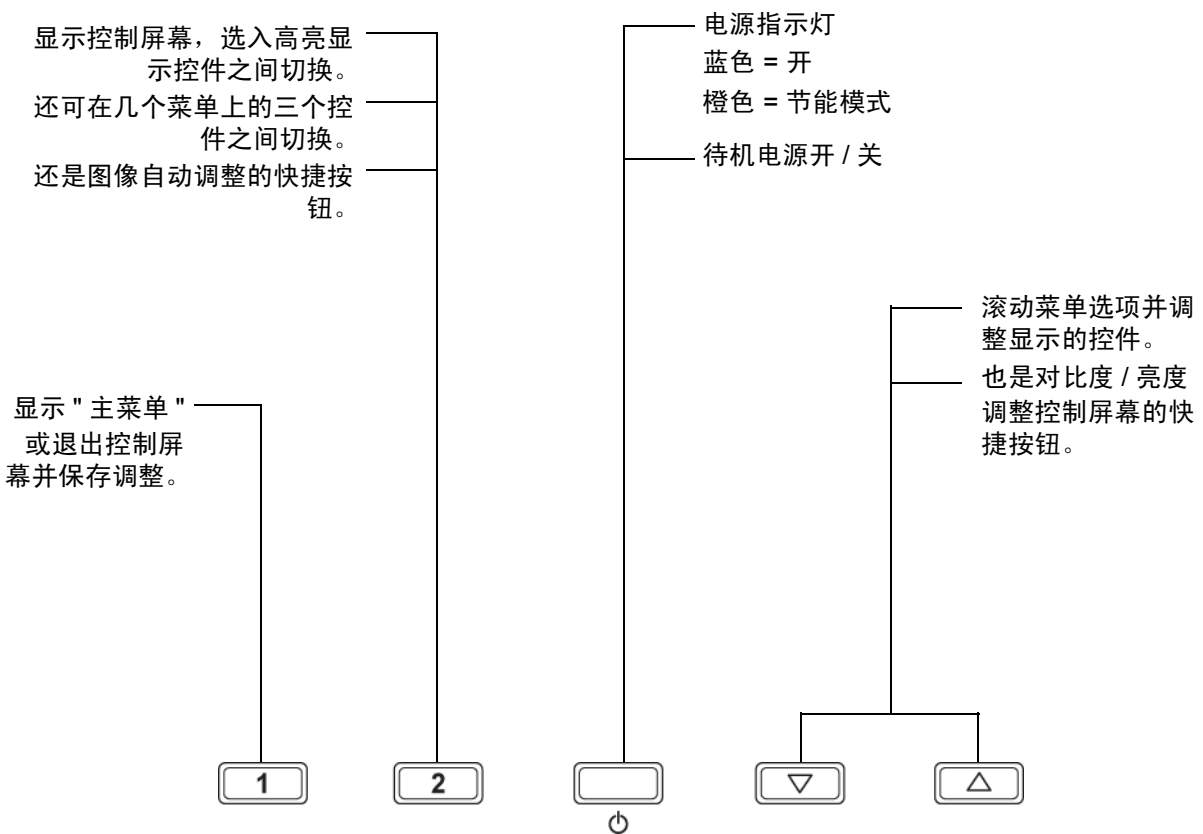 显示控制屏幕，选入高亮显
示控件之间切换。
还可在几个菜单上的三个控
件之间切换。
还是图像自动调整的快捷按
钮。
电源指示灯
蓝色 = 开
橙色 = 节能模式
待机电源开 / 关
滚动菜单选项并调
整显示的控件。
也是对比度 / 亮度
调整控制屏幕的快
捷按钮。
显示 " 主菜单 "
或退出控制屏
幕并保存调整。
1
2